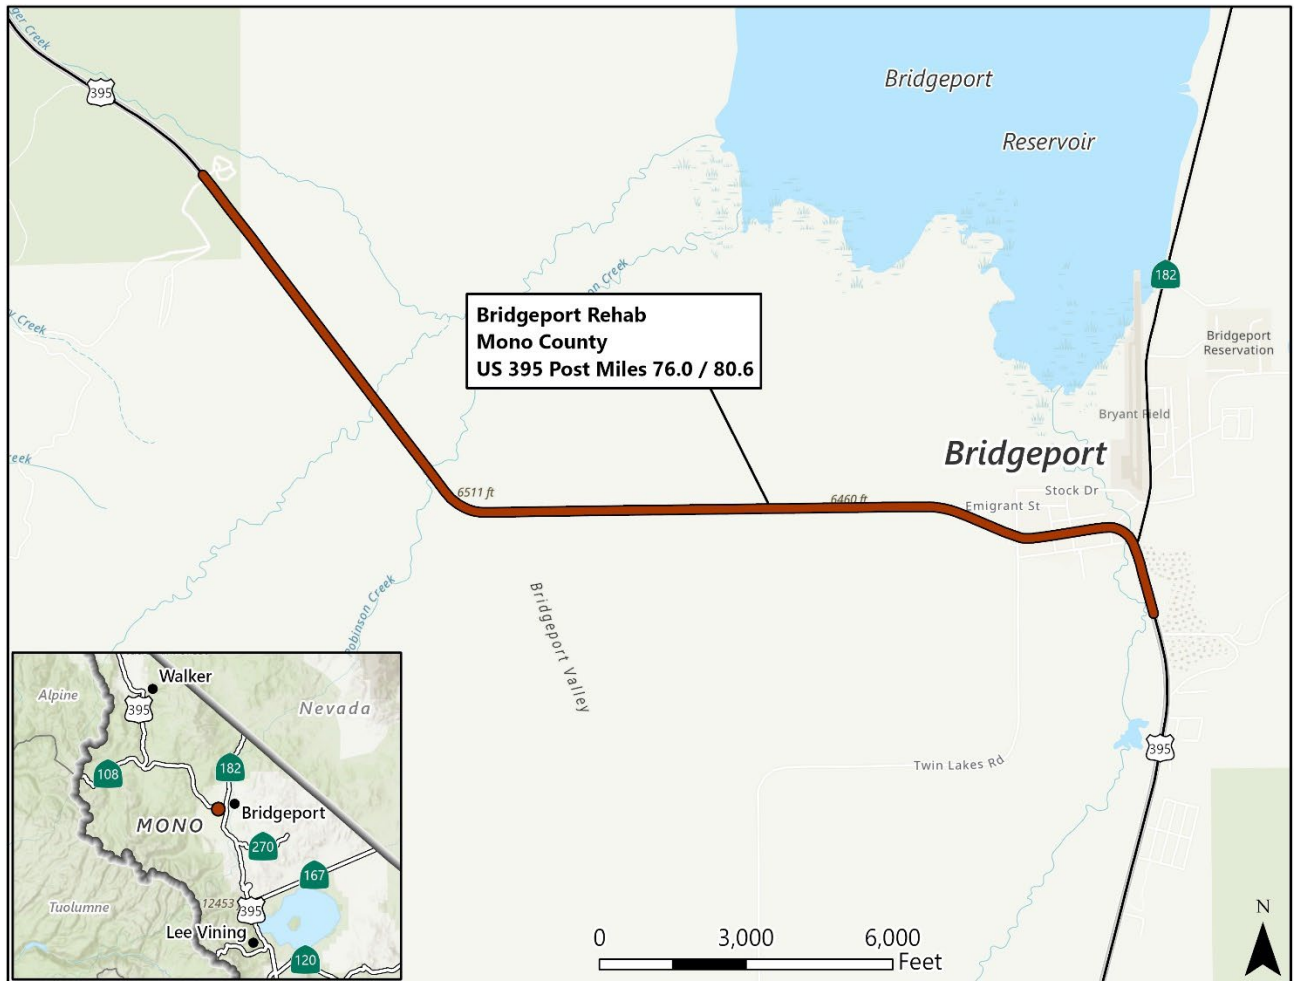 Creek
395
Bridgeport
Reservoir
182
Creek
Bridgeport Rehab
Mono County
US 395 Post Miles 76.0 / 80.6
Bridgeport
Reservation
Creek
Bryant Field
Bridgeport
6511 ft
6460 ft
Stock Dr
Emigrant St
Robinson Creek
Bridgeport Valley
Twin Lakes Rd
395
Walker
Alpine
395
Nevada
182
108
Bridgeport
MONO
270
167
12453
395
Tuolumne
Lee Vining
120
0 3,000 6,000
Feet
N